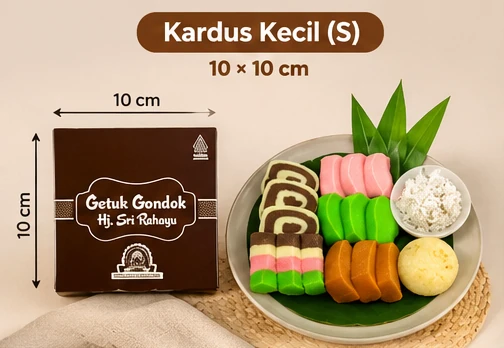 Kardus Kecil (S)
10 × 10 cm
10 cm
10 cm
Getuk Gondok
Hj. Sri Rahayu